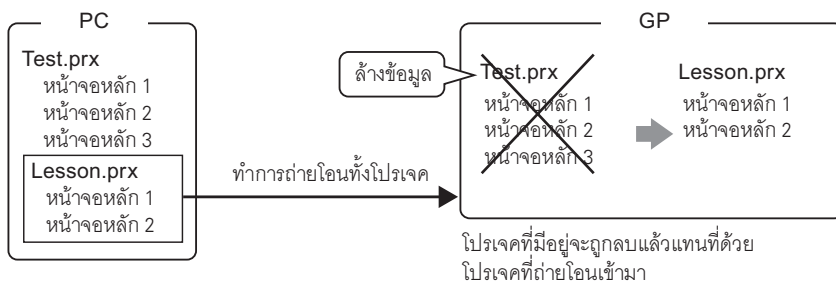 PC
Test.prx
หน้าจอหลัก 1
หน้าจอหลัก 2
หน้าจอหลัก 3
Lesson.prx
หน้าจอหลัก 1
หน้าจอหลัก 2
ทำการถ่ายโอนทั้งโปรเจค
GP
ล้างข้อมูล
Test.prx
หน้าจอหลัก 1
หน้าจอหลัก 2
หน้าจอหลัก 3
Lesson.prx
หน้าจอหลัก 1
หน้าจอหลัก 2
โปรเจคที่มีอยู่จะถูกลบแล้วแทนที่ด้วย
โปรเจคที่ถ่ายโอนเข้ามา